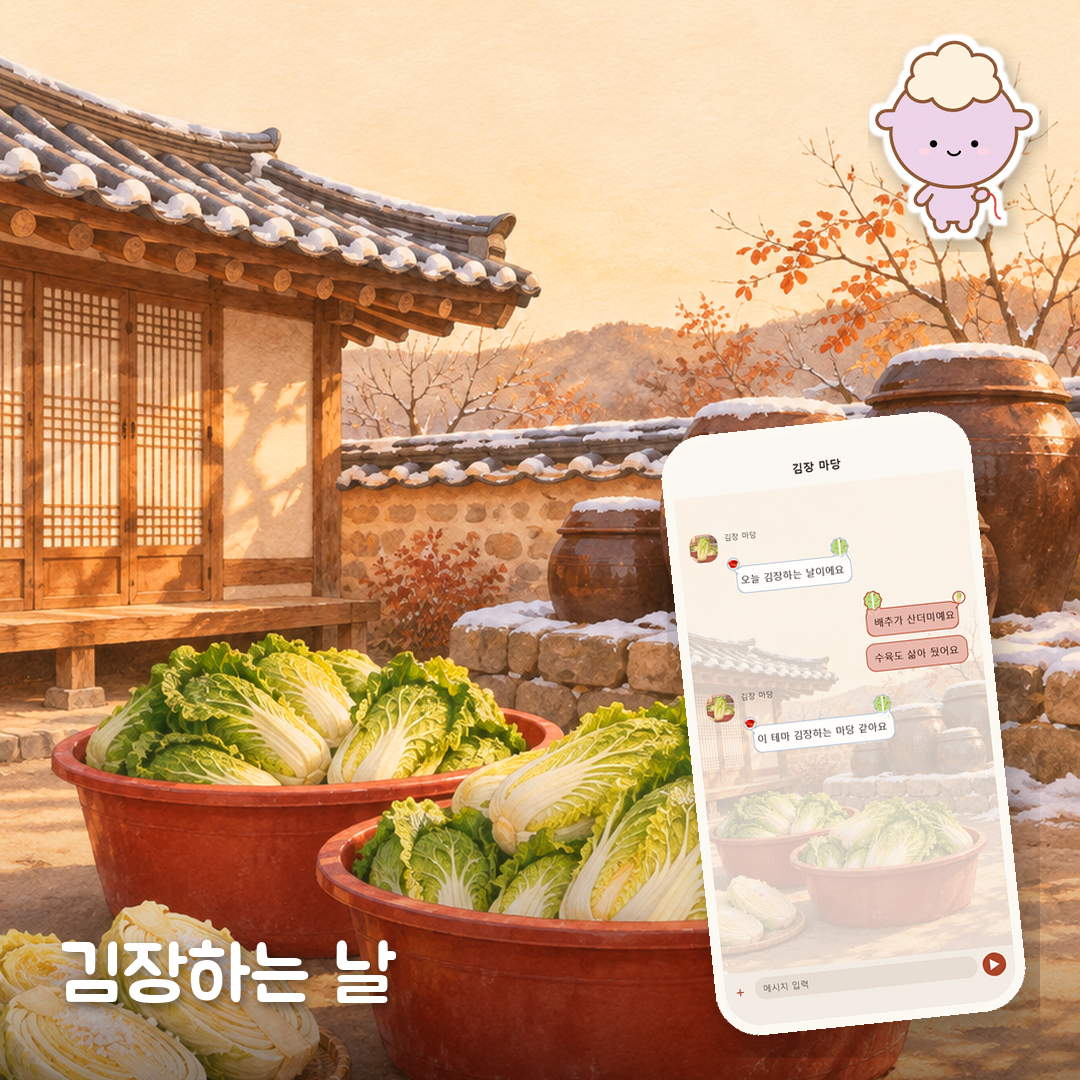 김장 마당
김장 마당
오늘 김장하는 날이에요
배추가 산더미예요
수육도 삶아 뒀어요
김장 마당
이 테마 김장하는 마당 같아요
+ 메시지 입력
김장하는 날